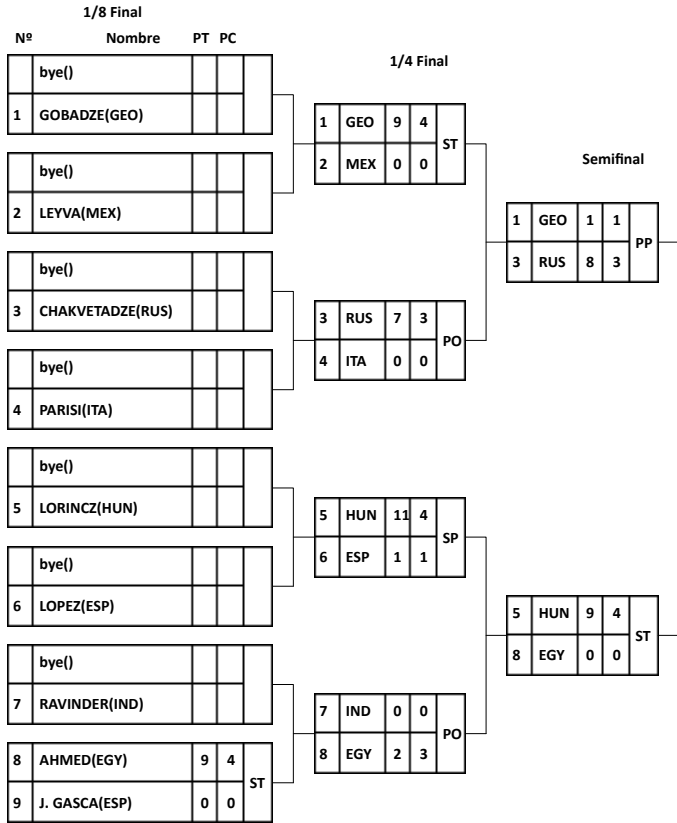 1/8 Final
Nº Nombre PT PC
bye()
1 GOBADZE(GEO)
bye()
2 LEYVA(MEX)
bye()
3 CHAKVETADZE(RUS)
bye()
4 PARISI(ITA)
bye()
5 LORINCZ(HUN)
bye()
6 LOPEZ(ESP)
bye()
7 RAVINDER(IND)
8 AHMED(EGY) 9 4
ST
9 J. GASCA(ESP) 0 0
1/4 Final
1 GEO 9 4
ST
2 MEX 0 0
3 RUS 7 3
PO
4 ITA 0 0
5 HUN 11 4
SP
6 ESP 1 1
7 IND 0 0
PO
8 EGY 2 3
Semifinal
1 GEO 1 1
PP
3 RUS 8 3
5 HUN 9 4
ST
8 EGY 0 0